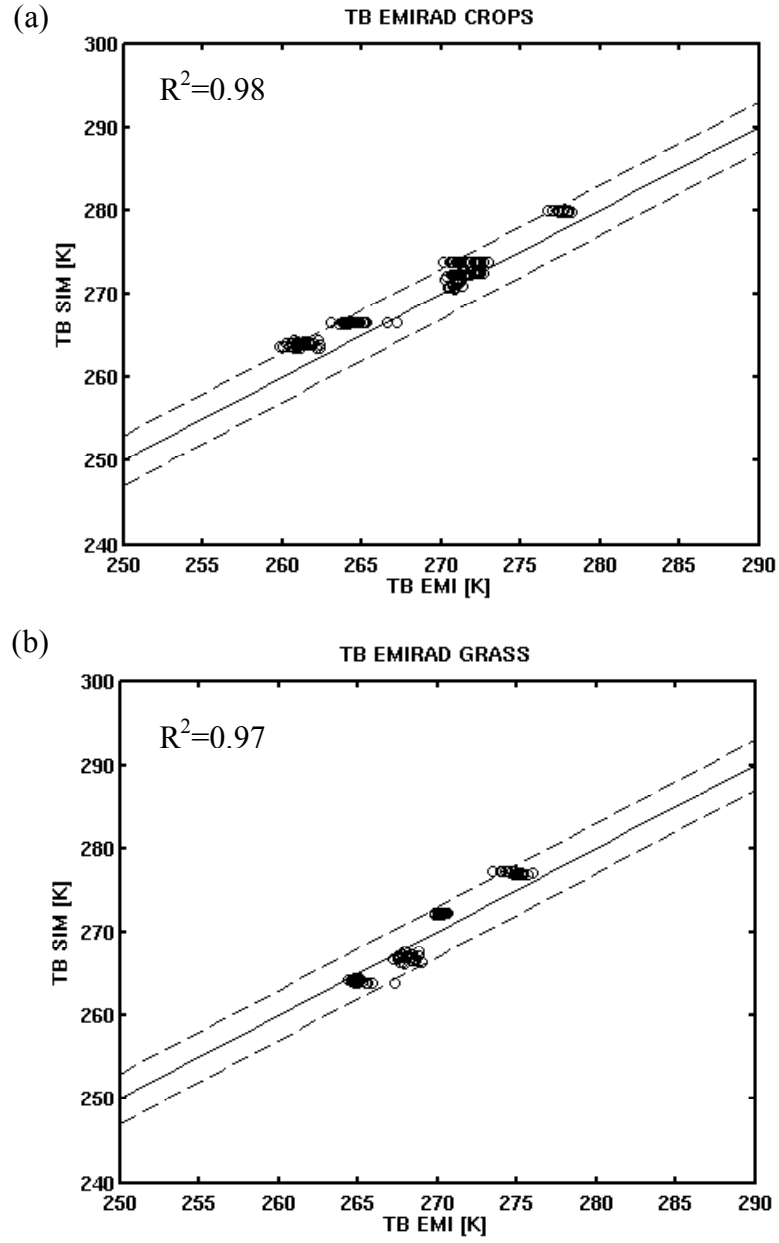 (a)
TB EMIRAD CROPS
R²=0.98
300
290
280
270
260
250
240
TB SIM [K]
250 255 260 265 270 275 280 285 290
TB EMI [K]
(b)
TB EMIRAD GRASS
R²=0.97
300
290
280
270
260
250
240
TB SIM [K]
250 255 260 265 270 275 280 285 290
TB EMI [K]